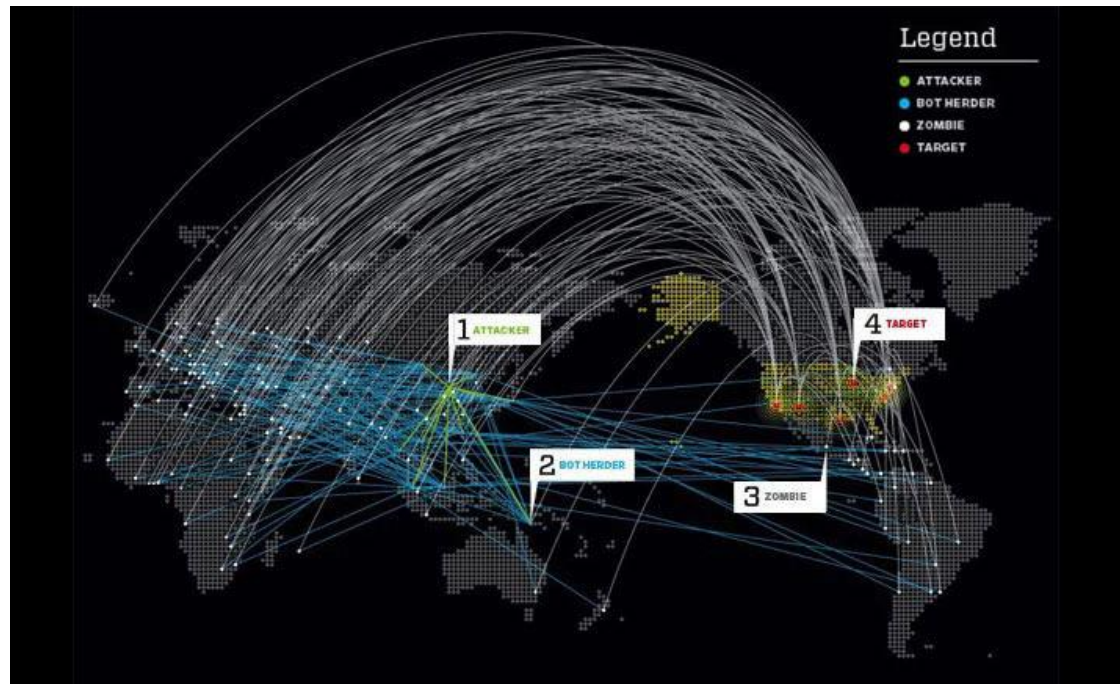 Legend
ATTACKER
BOT HERDER
ZOMBIE
TARGET
1 ATTACKER
4 TARGET
2 BOT HERDER
3 ZOMBIE